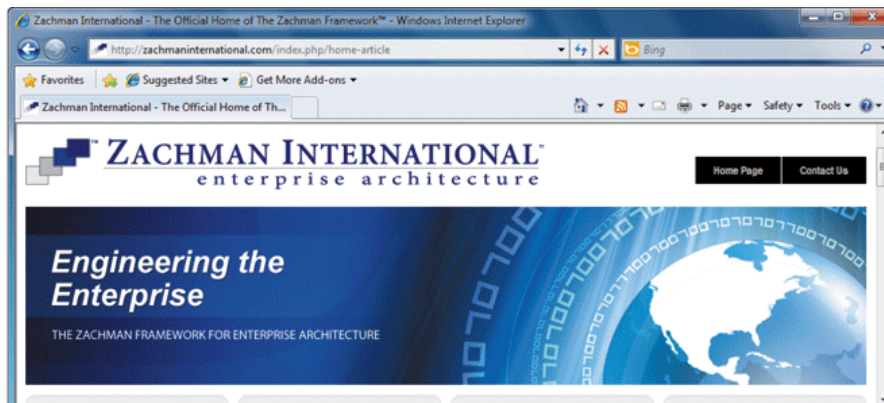 Zachman International - The Official Home of The Zachman Framework™ - Windows Internet Explorer
http://zachmaninternational.com/index.php/home-article
Bing
Favorites Suggested Sites Get More Add-ons
Zachman International - The Official Home of Th...
Page Safety Tools
ZACHMAN INTERNATIONAL
enterprise architecture
Home Page Contact Us
Engineering the
Enterprise
THE ZACHMAN FRAMEWORK FOR ENTERPRISE ARCHITECTURE